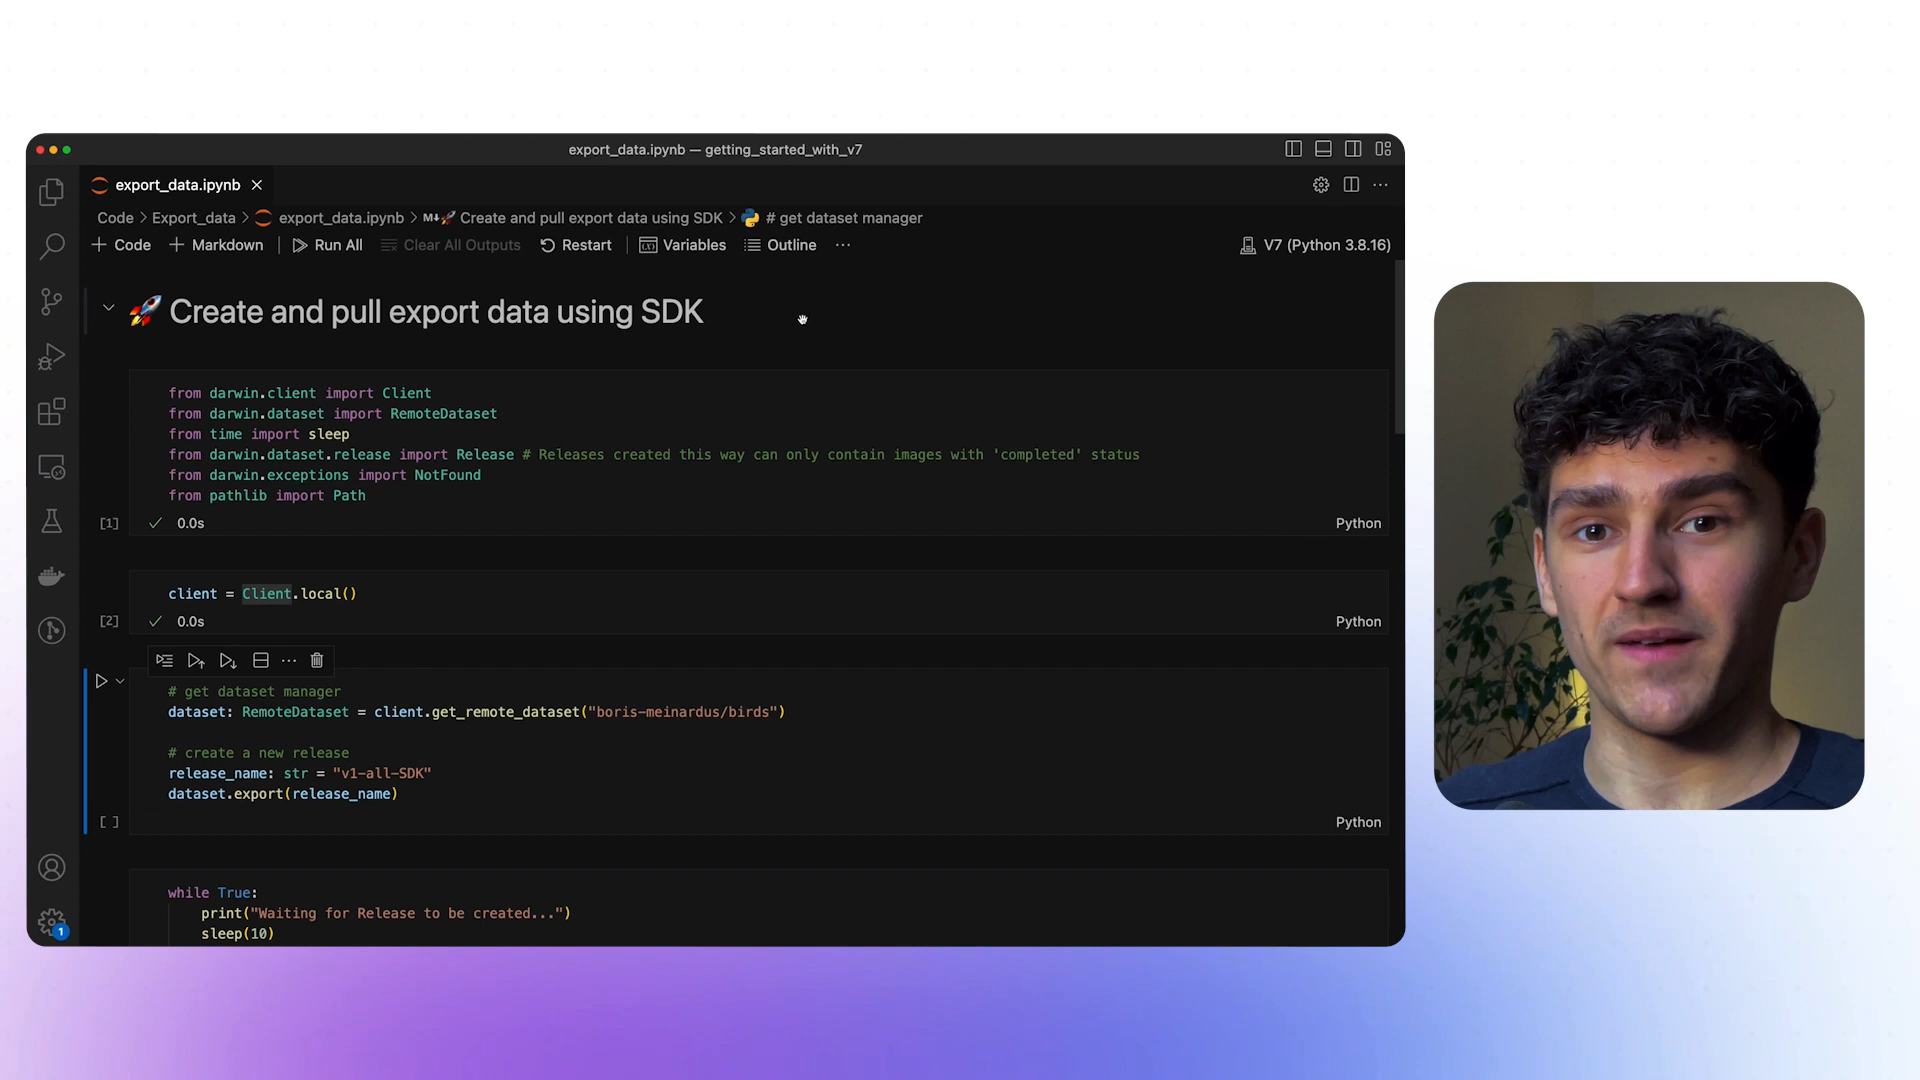 export_data.ipynb — getting_started_with_v7
export_data.ipynb
Code > Export_data > export_data.ipynb > M↓🚀 Create and pull export data using SDK > # get dataset manager
+ Code + Markdown Run All Clear All Outputs Restart Variables Outline ··· V7 (Python 3.8.16)
🚀 Create and pull export data using SDK
from darwin.client import Client
from darwin.dataset import RemoteDataset
from time import sleep
from darwin.dataset.release import Release # Releases created this way can only contain images with 'completed' status
from darwin.exceptions import NotFound
from pathlib import Path
[1] ✓ 0.0s Python
client = Client.local()
[2] ✓ 0.0s Python
# get dataset manager
dataset: RemoteDataset = client.get_remote_dataset("boris-meinardus/birds")
# create a new release
release_name: str = "v1-all-SDK"
dataset.export(release_name)
[ ] Python
while True:
print("Waiting for Release to be created...")
sleep(10)
1